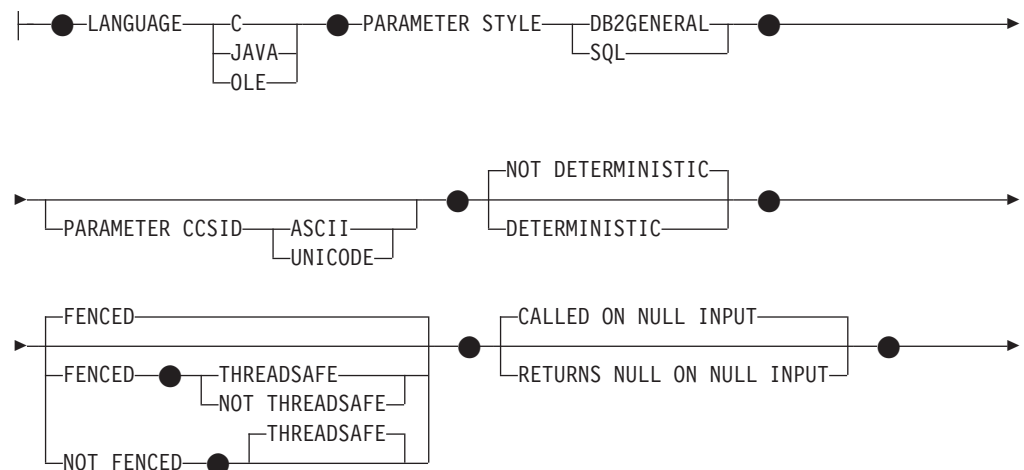 LANGUAGE C PARAMETER STYLE DB2GENERAL
JAVA SQL
OLE
NOT DETERMINISTIC
PARAMETER CCSID ASCII DETERMINISTIC
UNICODE
FENCED CALLED ON NULL INPUT
FENCED THREADSAFE RETURNS NULL ON NULL INPUT
NOT THREADSAFE
THREADSAFE
NOT FENCED